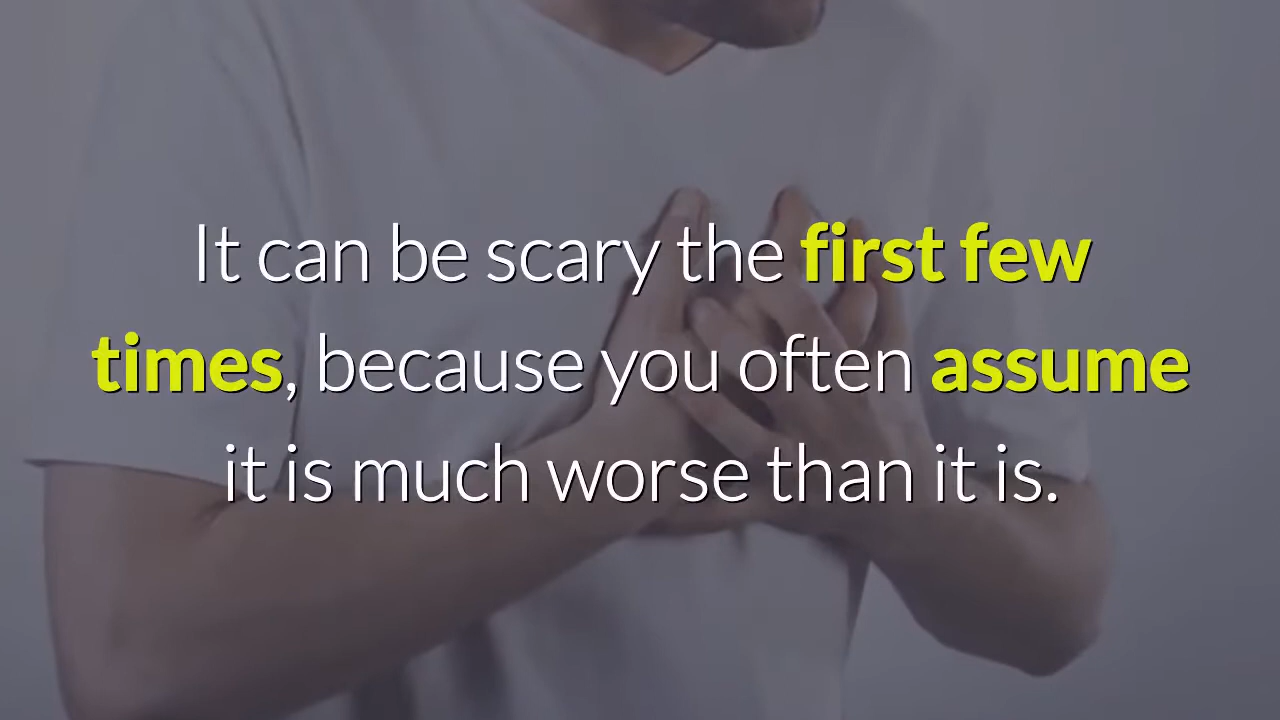 It can be scary the first few
times, because you often assume
it is much worse than it is.